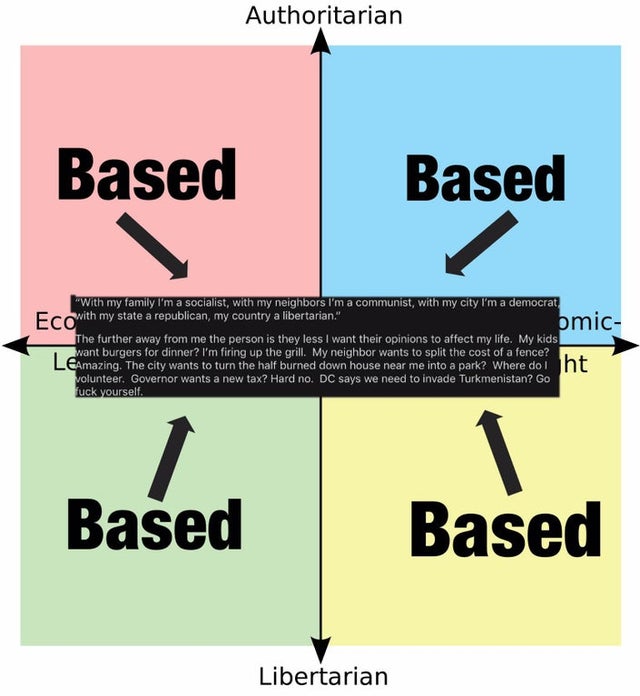 Authoritarian
Based
Based
"With my family I'm a socialist, with my neighbors I'm a communist, with my city I'm a democrat,
with my state a republican, my country a libertarian."
The further away from me the person is they less I want their opinions to affect my life. My kids
want burgers for dinner? I'm firing up the grill. My neighbor wants to split the cost of a fence?
Amazing. The city wants to turn the half burned down house near me into a park? Where do I
volunteer. Governor wants a new tax? Hard no. DC says we need to invade Turkmenistan? Go
fuck yourself.
Eco
omic-
Le
ht
Based
Based
Libertarian